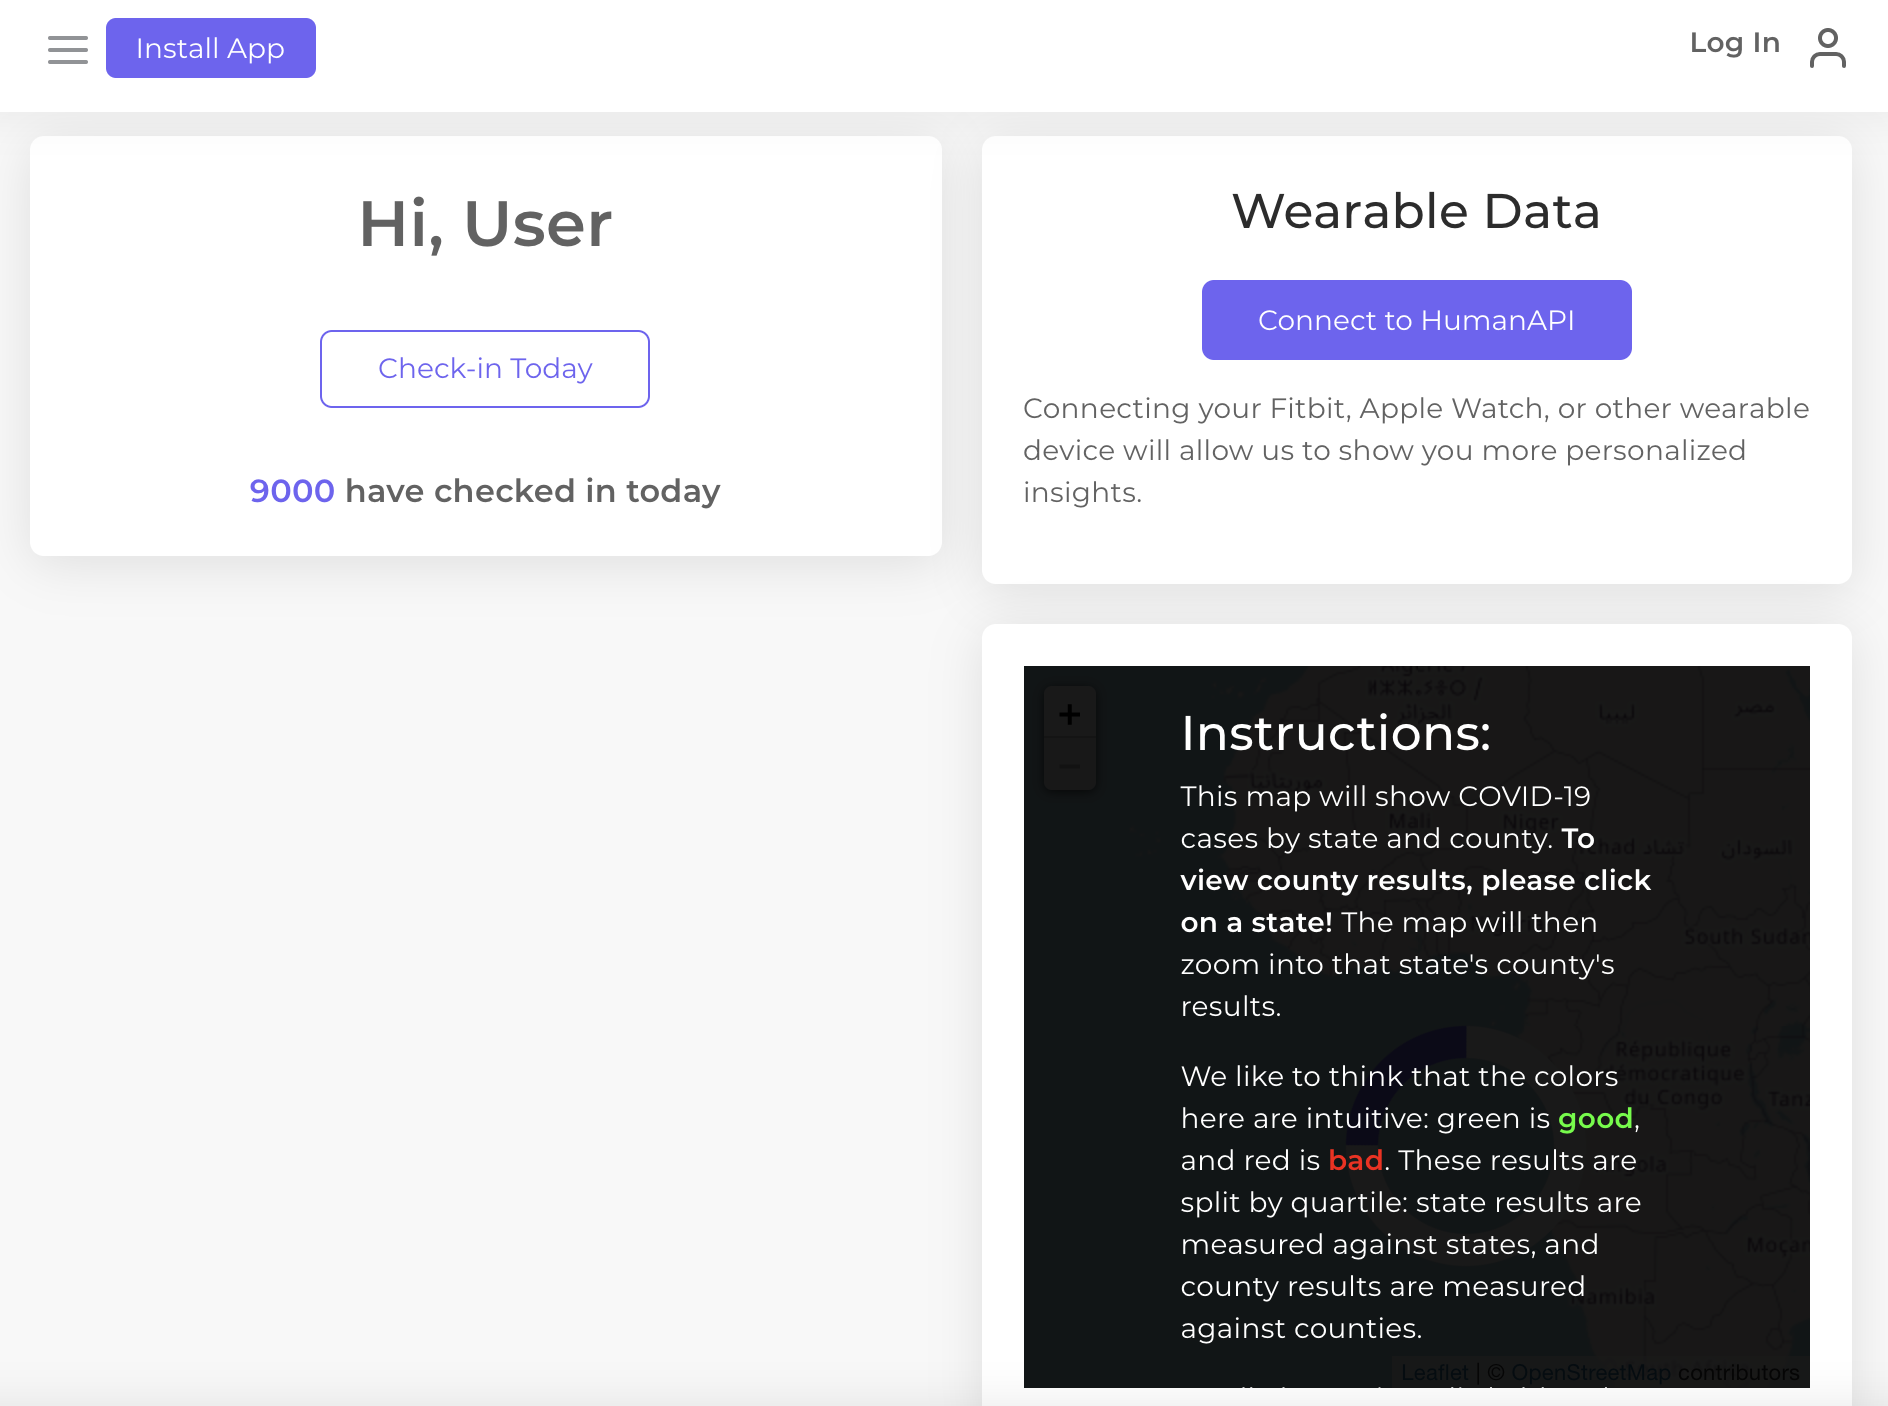 Install App
Log In
Hi, User
Check-in Today
9000 have checked in today
Wearable Data
Connect to HumanAPI
Connecting your Fitbit, Apple Watch, or other wearable
device will allow us to show you more personalized
insights.
+
−
ليبيا
مصر
Instructions:
This map will show COVID-19
cases by state and county. To
view county results, please click
on a state! The map will then
zoom into that state's county's
results.
We like to think that the colors
here are intuitive: green is good,
and red is bad. These results are
split by quartile: state results are
measured against states, and
county results are measured
against counties.
الجزائر
موريتانيا
Mali
Niger
تشاد
السودان
South Sudan
République
du Congo
Namibia
Leaflet | © OpenStreetMap contributors